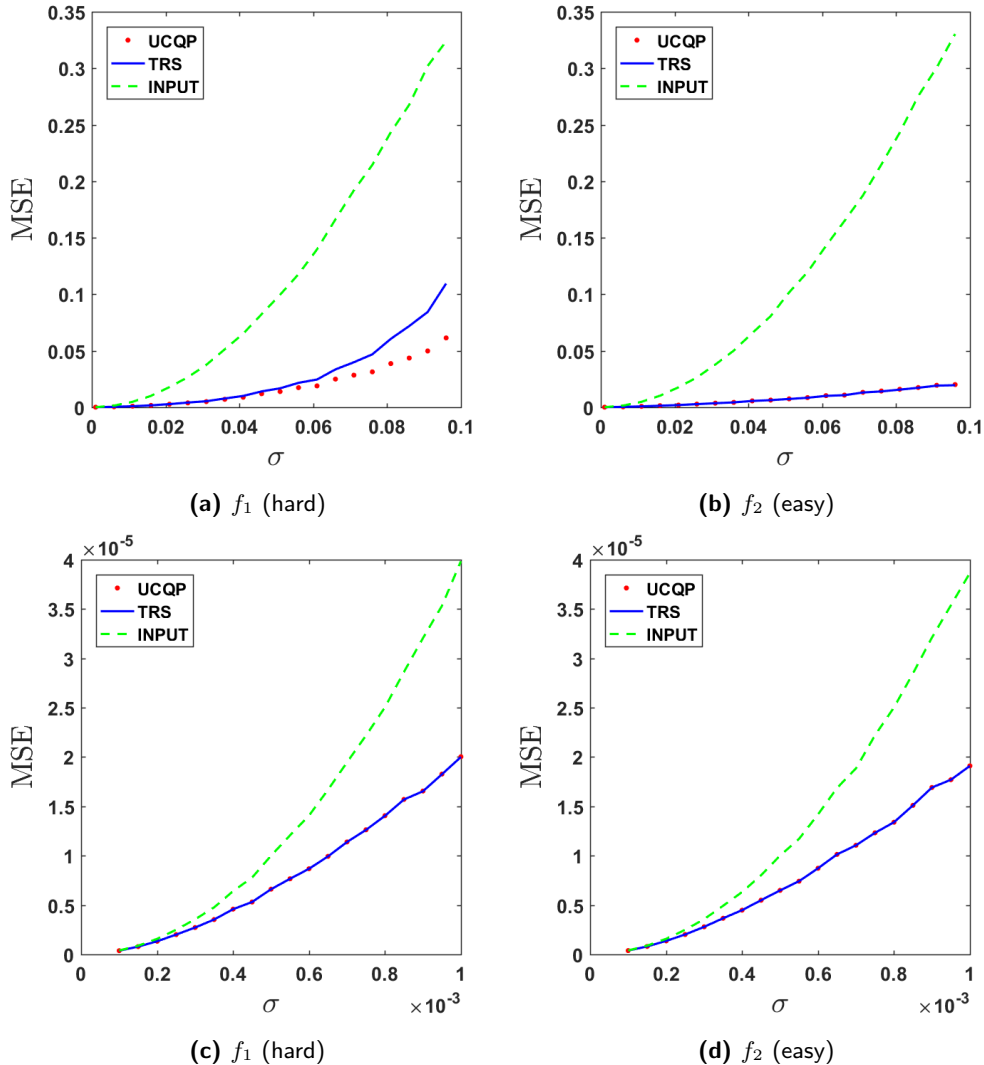 0.35
0.3
0.25
0.2
0.15
0.1
0.05
0
MSE
UCQP
TRS
INPUT
0 0.02 0.04 0.06 0.08 0.1
σ
(a) f₁ (hard)
0.35
0.3
0.25
0.2
0.15
0.1
0.05
0
MSE
UCQP
TRS
INPUT
0 0.02 0.04 0.06 0.08 0.1
σ
(b) f₂ (easy)
×10⁻⁵
4
3.5
3
2.5
2
1.5
1
0.5
0
MSE
UCQP
TRS
INPUT
0 0.2 0.4 0.6 0.8 1
σ ×10⁻³
(c) f₁ (hard)
×10⁻⁵
4
3.5
3
2.5
2
1.5
1
0.5
0
MSE
UCQP
TRS
INPUT
0 0.2 0.4 0.6 0.8 1
σ ×10⁻³
(d) f₂ (easy)